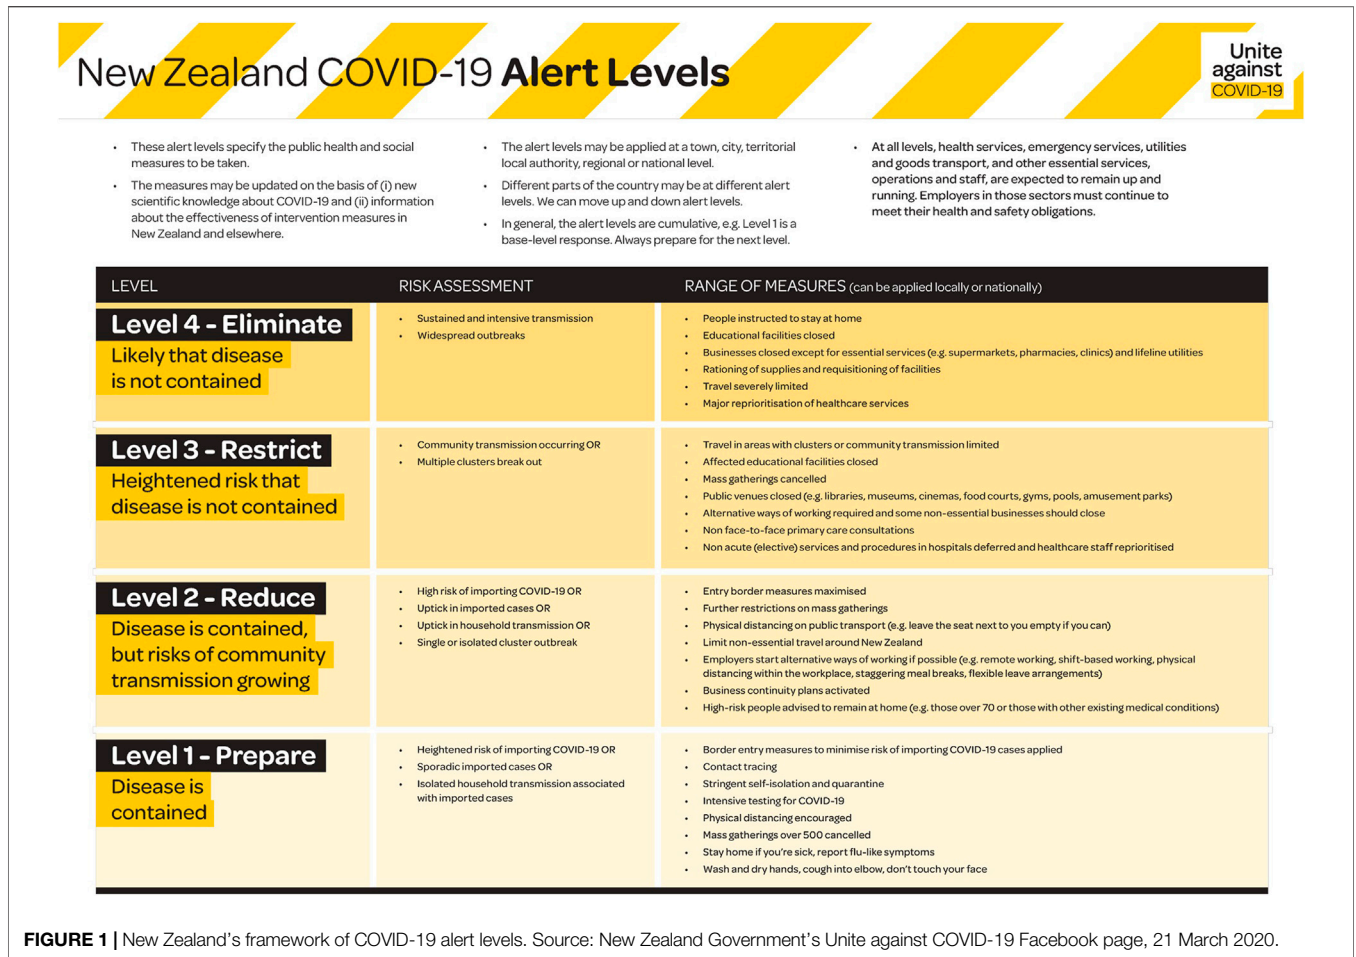 New Zealand COVID-19 Alert Levels
Unite
against
COVID-19
• These alert levels specify the public health and social
measures to be taken.
• The measures may be updated on the basis of (i) new
scientific knowledge about COVID-19 and (ii) information
about the effectiveness of intervention measures in
New Zealand and elsewhere.
• The alert levels may be applied at a town, city, territorial
local authority, regional or national level.
• Different parts of the country may be at different alert
levels. We can move up and down alert levels.
• In general, the alert levels are cumulative, e.g. Level 1 is a
base-level response. Always prepare for the next level.
• At all levels, health services, emergency services, utilities
and goods transport, and other essential services,
operations and staff, are expected to remain up and
running. Employers in those sectors must continue to
meet their health and safety obligations.
LEVEL
RISK ASSESSMENT
RANGE OF MEASURES (can be applied locally or nationally)
Level 4 - Eliminate
Likely that disease
is not contained
• Sustained and intensive transmission
• Widespread outbreaks
• People instructed to stay at home
• Educational facilities closed
• Businesses closed except for essential services (e.g. supermarkets, pharmacies, clinics) and lifeline utilities
• Rationing of supplies and requisitioning of facilities
• Travel severely limited
• Major reprioritisation of healthcare services
Level 3 - Restrict
Heightened risk that
disease is not contained
• Community transmission occurring OR
• Multiple clusters break out
• Travel in areas with clusters or community transmission limited
• Affected educational facilities closed
• Mass gatherings cancelled
• Public venues closed (e.g. libraries, museums, cinemas, food courts, gyms, pools, amusement parks)
• Alternative ways of working required and some non-essential businesses should close
• Non face-to-face primary care consultations
• Non acute (elective) services and procedures in hospitals deferred and healthcare staff reprioritised
Level 2 - Reduce
Disease is contained,
but risks of community
transmission growing
• High risk of importing COVID-19 OR
• Uptick in imported cases OR
• Uptick in household transmission OR
• Single or isolated cluster outbreak
• Entry border measures maximised
• Further restrictions on mass gatherings
• Physical distancing on public transport (e.g. leave the seat next to you empty if you can)
• Limit non-essential travel around New Zealand
• Employers start alternative ways of working if possible (e.g. remote working, shift-based working, physical
distancing within the workplace, staggering meal breaks, flexible leave arrangements)
• Business continuity plans activated
• High-risk people advised to remain at home (e.g. those over 70 or those with other existing medical conditions)
Level 1 - Prepare
Disease is
contained
• Heightened risk of importing COVID-19 OR
• Sporadic imported cases OR
• Isolated household transmission associated
with imported cases
• Border entry measures to minimise risk of importing COVID-19 cases applied
• Contact tracing
• Stringent self-isolation and quarantine
• Intensive testing for COVID-19
• Physical distancing encouraged
• Mass gatherings over 500 cancelled
• Stay home if you're sick, report flu-like symptoms
• Wash and dry hands, cough into elbow, don't touch your face
FIGURE 1 | New Zealand's framework of COVID-19 alert levels. Source: New Zealand Government's Unite against COVID-19 Facebook page, 21 March 2020.